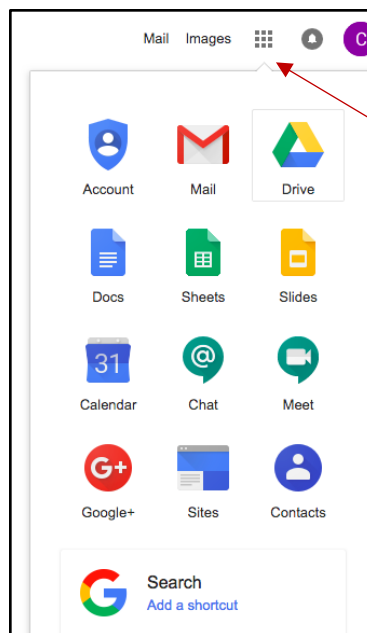 Mail Images C
Account Mail Drive
Docs Sheets Slides
31
Calendar Chat Meet
G+
Google+ Sites Contacts
G Search
Add a shortcut